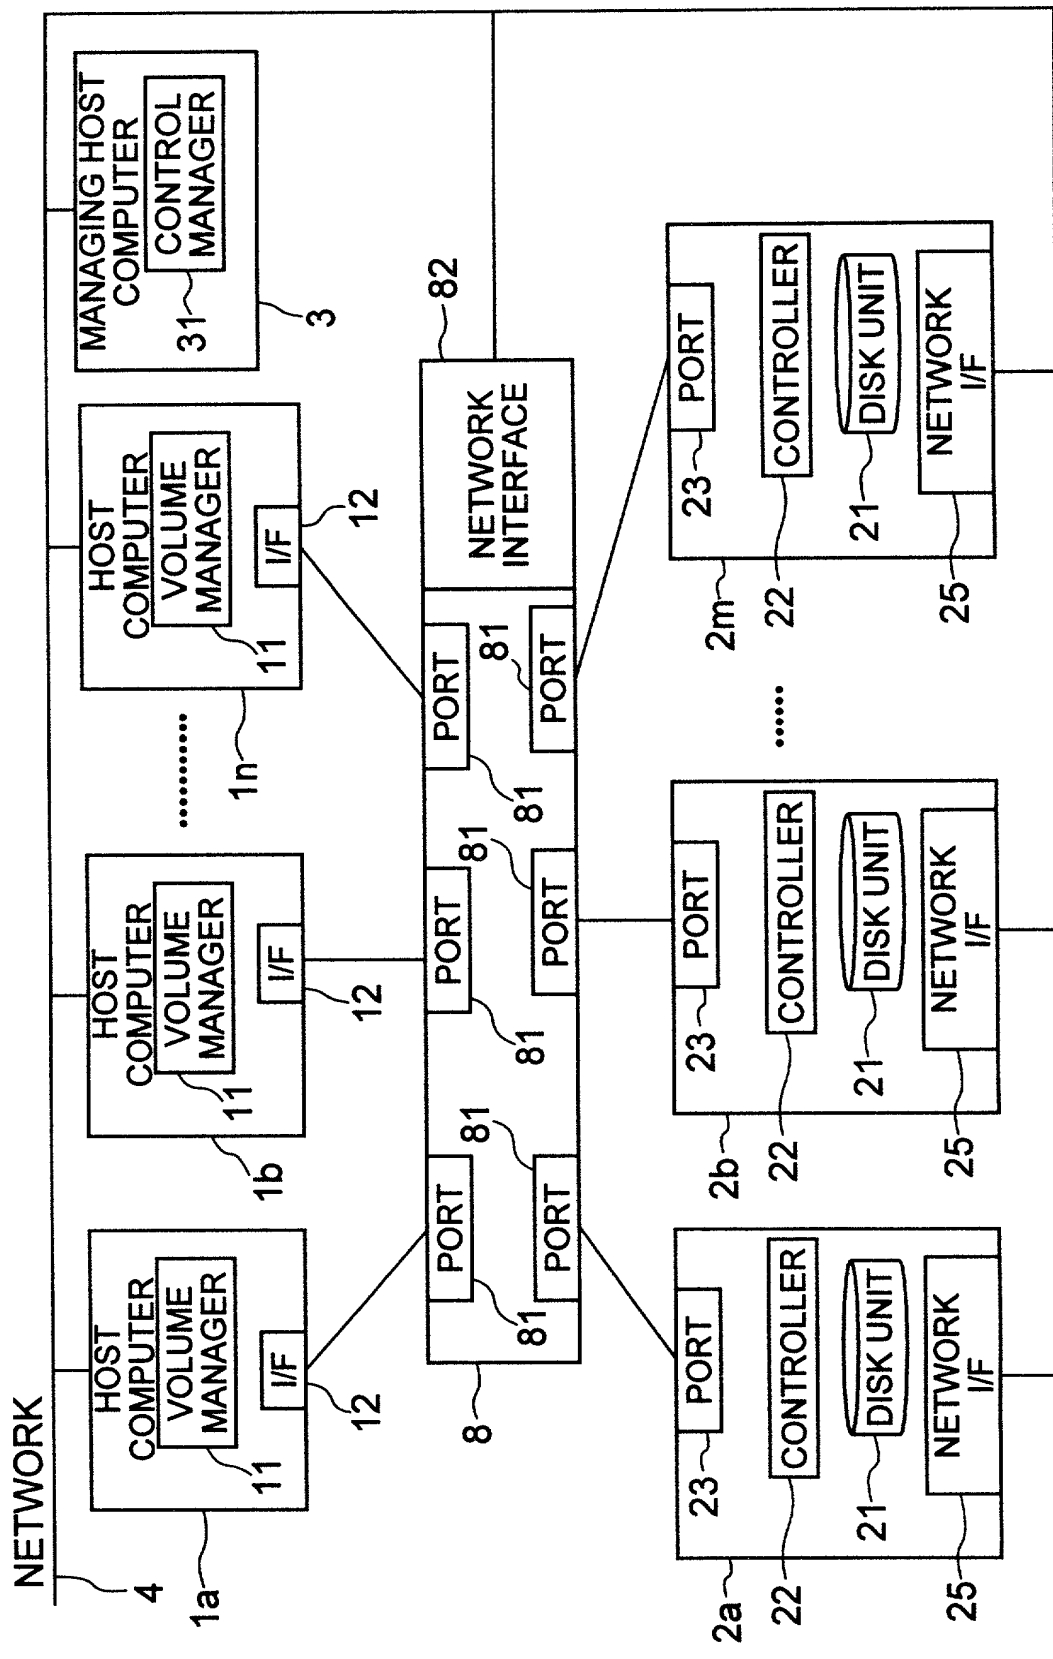 NETWORK
4
HOST
COMPUTER
VOLUME
MANAGER
11
I/F
12
1a
HOST
COMPUTER
VOLUME
MANAGER
11
I/F
12
1b
HOST
COMPUTER
VOLUME
MANAGER
11
I/F
12
1n
MANAGING HOST
COMPUTER
CONTROL
MANAGER
31
3
8
PORT
81
PORT
81
PORT
81
PORT
81
PORT
81
PORT
81
NETWORK
INTERFACE
82
2a
PORT
23
CONTROLLER
22
DISK UNIT
21
NETWORK
I/F
25
2b
PORT
23
CONTROLLER
22
DISK UNIT
21
NETWORK
I/F
25
2m
PORT
23
CONTROLLER
22
DISK UNIT
21
NETWORK
I/F
25